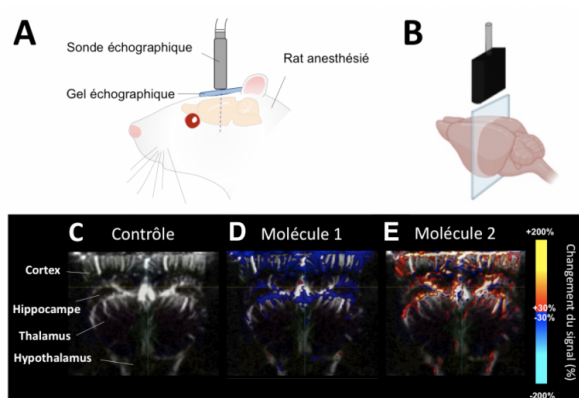 A
B
Sonde échographique
Rat anesthésié
Gel échographique
C Contrôle
D Molécule 1
E Molécule 2
Cortex
Hippocampe
Thalamus
Hypothalamus
+200%
+30%
-30%
-200%
Changement du signal (%)